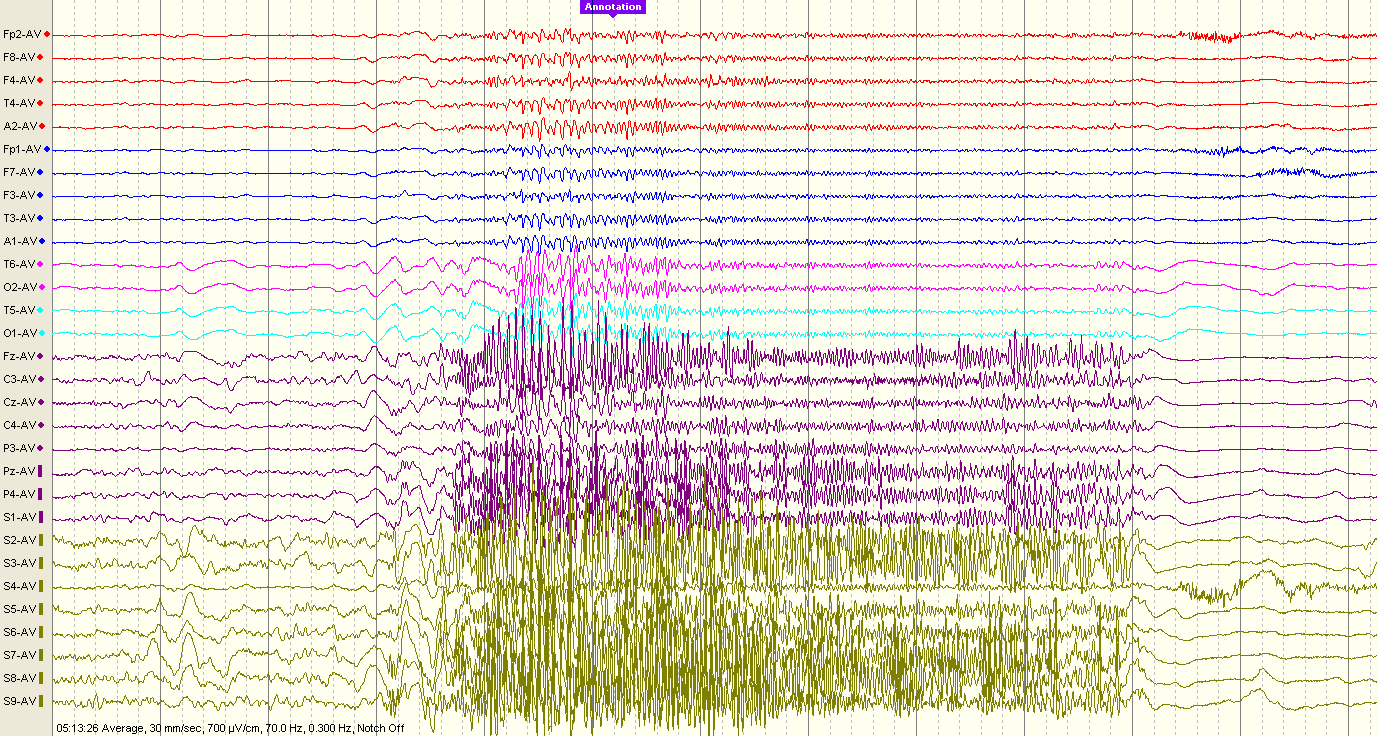 Annotation
Fp2-AV
F8-AV
F4-AV
T4-AV
A2-AV
Fp1-AV
F7-AV
F3-AV
T3-AV
A1-AV
T6-AV
O2-AV
T5-AV
O1-AV
Fz-AV
C3-AV
Cz-AV
C4-AV
P3-AV
Pz-AV
P4-AV
S1-AV
S2-AV
S3-AV
S4-AV
S5-AV
S6-AV
S7-AV
S8-AV
S9-AV
05:13:26 Average, 30 mm/sec, 700 µV/cm, 70.0 Hz, 0.300 Hz, Notch Off